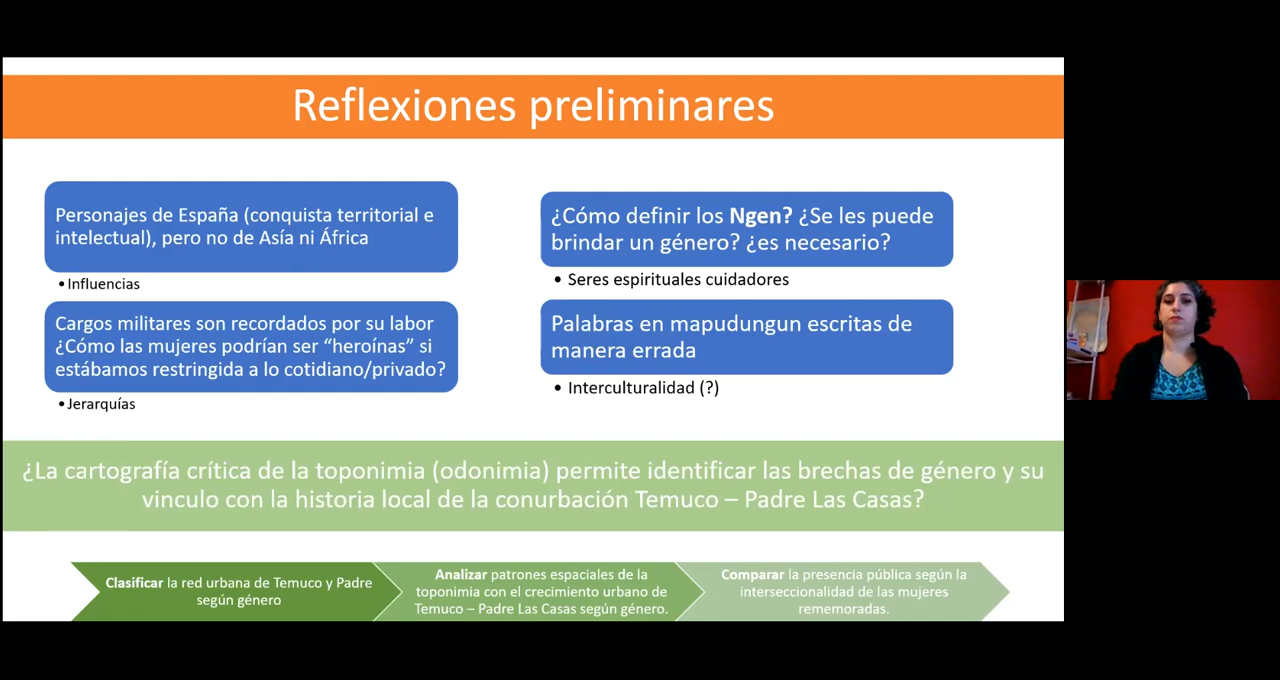 Reflexiones preliminares
Personajes de España (conquista territorial e
intelectual), pero no de Asía ni África
•Influencias
Cargos militares son recordados por su labor
¿Cómo las mujeres podrían ser “heroínas” si
estábamos restringida a lo cotidiano/privado?
•Jerarquías
¿Cómo definir los Ngen? ¿Se les puede
brindar un género? ¿es necesario?
• Seres espirituales cuidadores
Palabras en mapudungun escritas de
manera errada
• Interculturalidad (?)
¿La cartografía crítica de la toponimia (odonimia) permite identificar las brechas de género y su
vinculo con la historia local de la conurbación Temuco – Padre Las Casas?
Clasificar la red urbana de Temuco y Padre
según género
Analizar patrones espaciales de la
toponimia con el crecimiento urbano de
Temuco – Padre Las Casas según género.
Comparar la presencia pública según la
interseccionalidad de las mujeres
rememoradas.